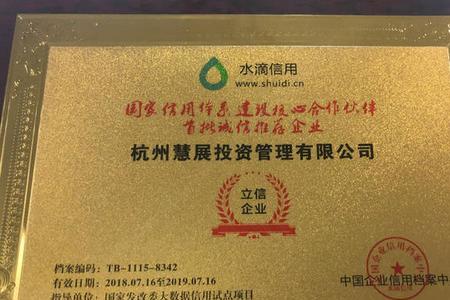 水滴信用
www.shuidi.cn
国家信用体系建设核心合作伙伴
首批诚信推荐企业
杭州慧展投资管理有限公司
立信
企业
档案编码：TB-1115-8342
有效日期：2018.07.16至2019.07.16
指导单位：国家发改委大数据信用试点项目
中国企业信用档案中